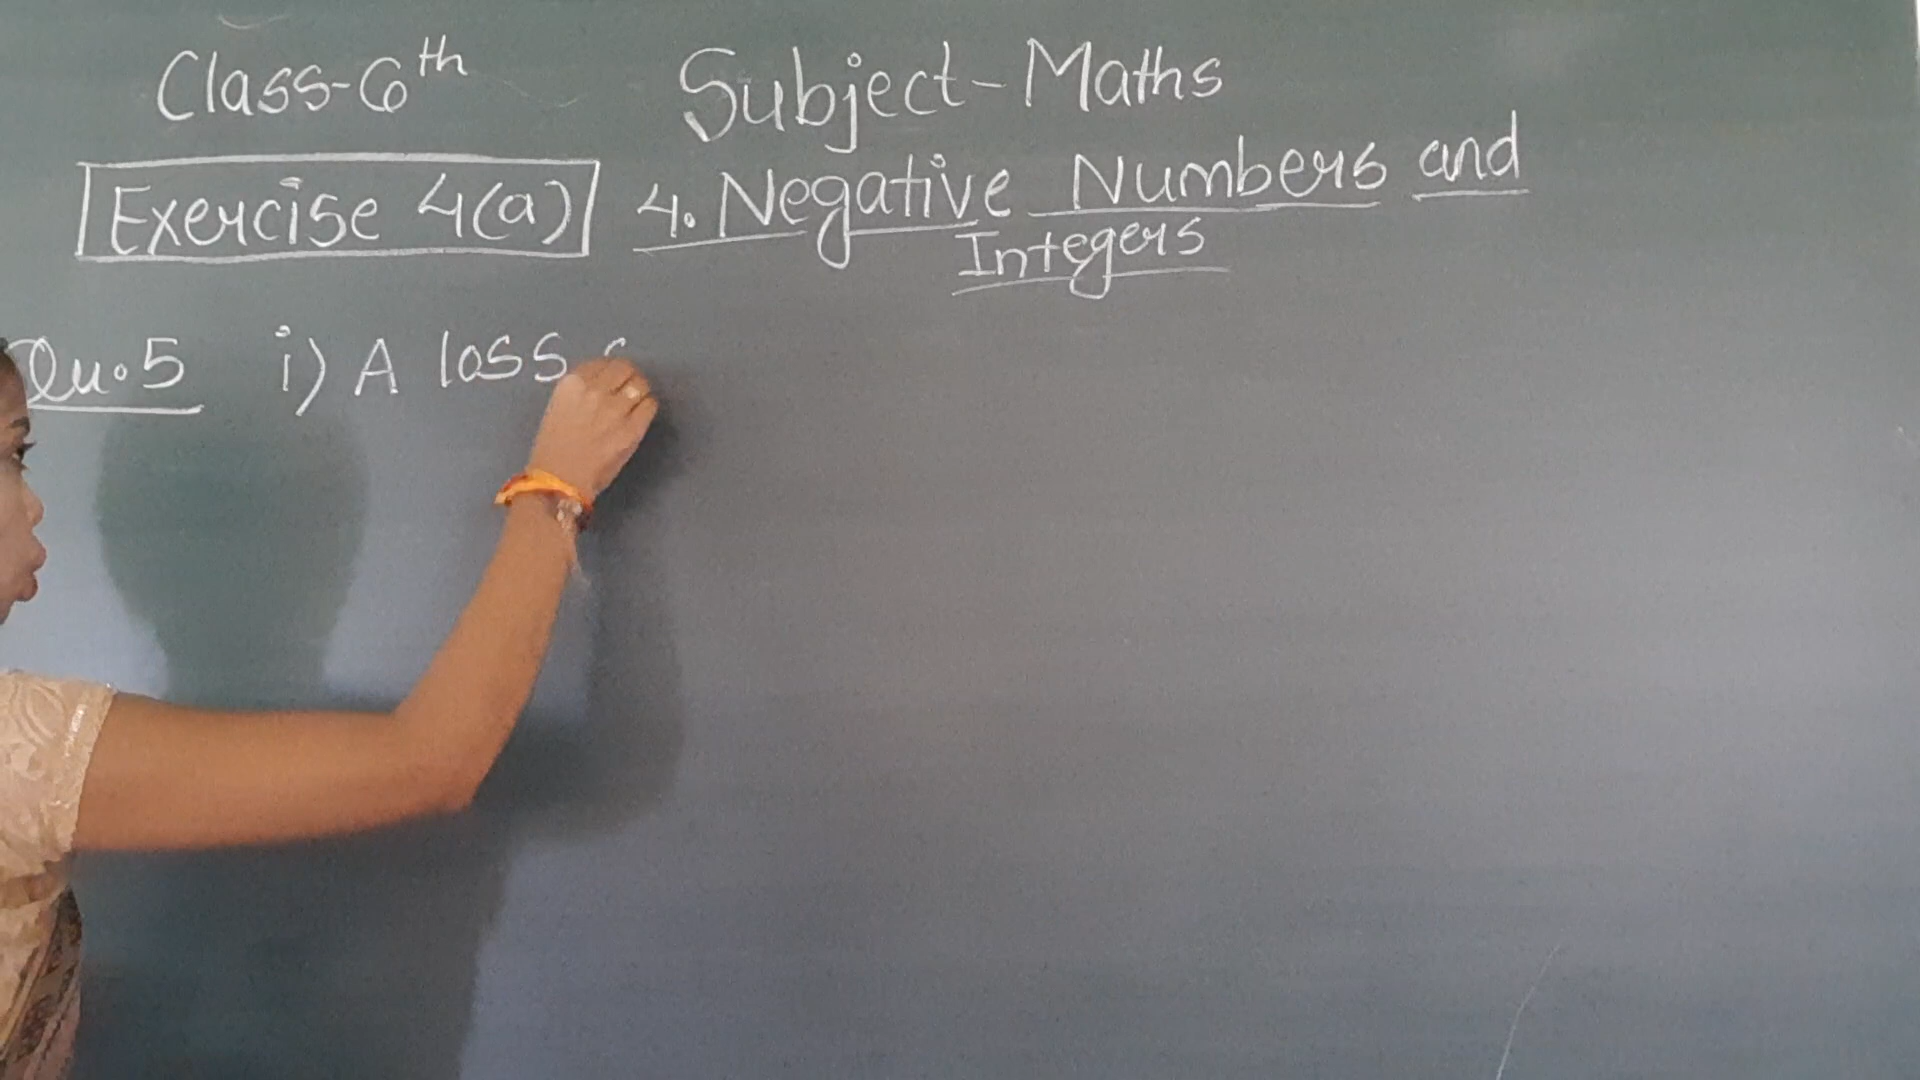 Class-6th Subject-Maths
Exercise 4(a) 4. Negative Numbers and
Integers
Qu.5 i) A loss